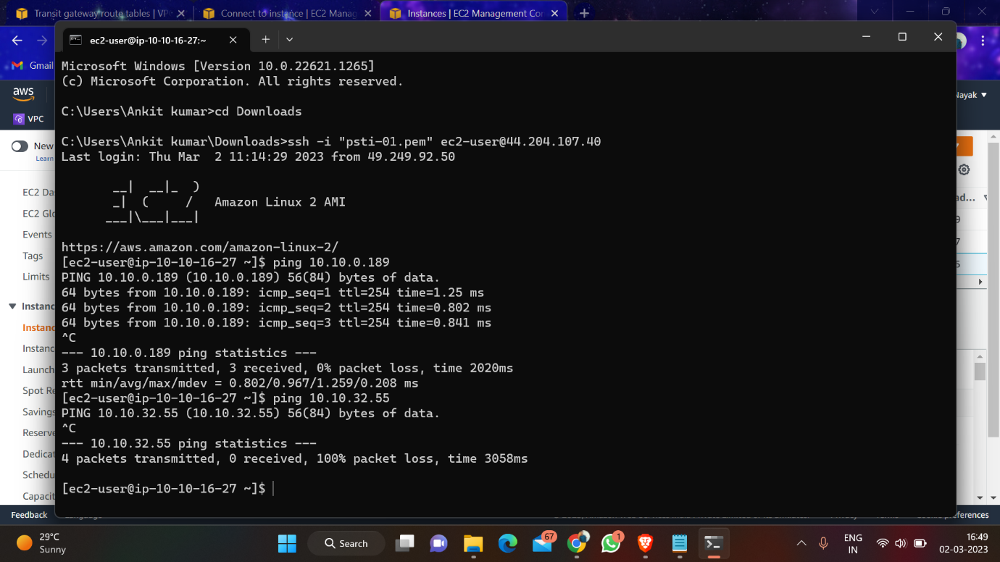 Transit gateway route tables | VP
Connect to instance | EC2 Manag
Instances | EC2 Management Con
ec2-user@ip-10-10-16-27:~
Gmail
aws
VPC
Nayak
New
Learn
EC2 Da
EC2 Glo
Events
Tags
Limits
Instanc
Instanc
Instanc
Launch
Spot Re
Savings
Reserve
Dedicat
Schedu
Capacit
Microsoft Windows [Version 10.0.22621.1265]
(c) Microsoft Corporation. All rights reserved.
C:\Users\Ankit kumar>cd Downloads
C:\Users\Ankit kumar\Downloads>ssh -i "psti-01.pem" ec2-user@44.204.107.40
Last login: Thu Mar  2 11:14:29 2023 from 49.249.92.50
__|  __|_  )
_|  (     /   Amazon Linux 2 AMI
___|\___|___|
https://aws.amazon.com/amazon-linux-2/
[ec2-user@ip-10-10-16-27 ~]$ ping 10.10.0.189
PING 10.10.0.189 (10.10.0.189) 56(84) bytes of data.
64 bytes from 10.10.0.189: icmp_seq=1 ttl=254 time=1.25 ms
64 bytes from 10.10.0.189: icmp_seq=2 ttl=254 time=0.802 ms
64 bytes from 10.10.0.189: icmp_seq=3 ttl=254 time=0.841 ms
^C
--- 10.10.0.189 ping statistics ---
3 packets transmitted, 3 received, 0% packet loss, time 2020ms
rtt min/avg/max/mdev = 0.802/0.967/1.259/0.208 ms
[ec2-user@ip-10-10-16-27 ~]$ ping 10.10.32.55
PING 10.10.32.55 (10.10.32.55) 56(84) bytes of data.
^C
--- 10.10.32.55 ping statistics ---
4 packets transmitted, 0 received, 100% packet loss, time 3058ms
[ec2-user@ip-10-10-16-27 ~]$
ad...
9
7
5
Feedback
preferences
29°C
Sunny
Search
67
1
ENG
IN
16:49
02-03-2023